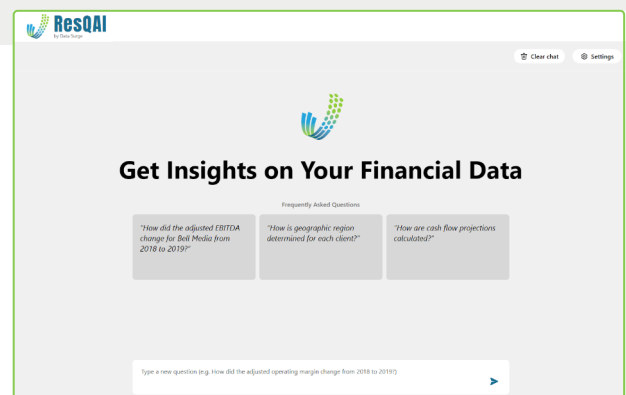 ResQAI
by Data Surge
Clear chat
Settings
Get Insights on Your Financial Data
Frequently Asked Questions
"How did the adjusted EBITDA
change for Bell Media from
2018 to 2019?"
"How is geographic region
determined for each client?"
"How are cash flow projections
calculated?"
Type a new question (e.g. How did the adjusted operating margin change from 2018 to 2019?)